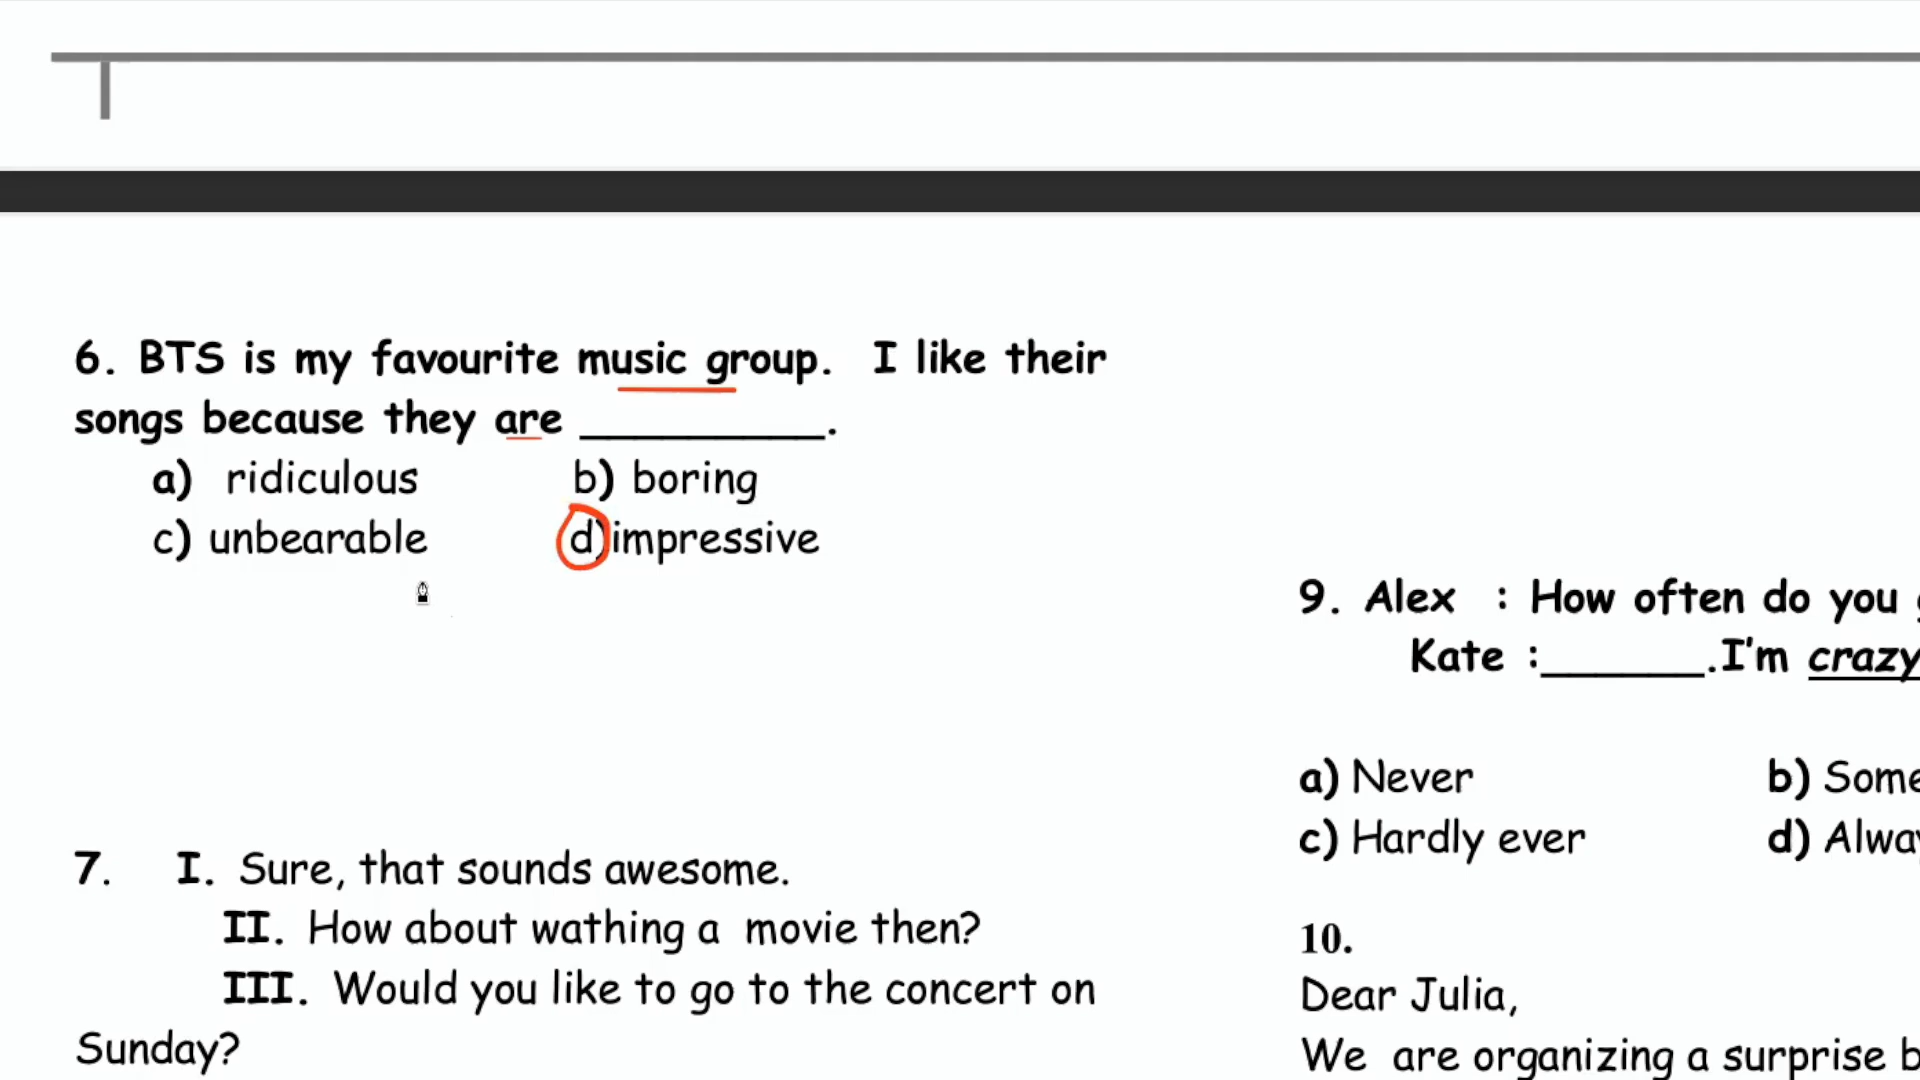 6. BTS is my favourite music group. I like their
songs because they are _________.
a) ridiculous b) boring
c) unbearable d)impressive
7. I. Sure, that sounds awesome.
II. How about wathing a movie then?
III. Would you like to go to the concert on
Sunday?
9. Alex : How often do you
Kate :______.I'm crazy
a) Never b) Some
c) Hardly ever d) Alway
10.
Dear Julia,
We are organizing a surprise b